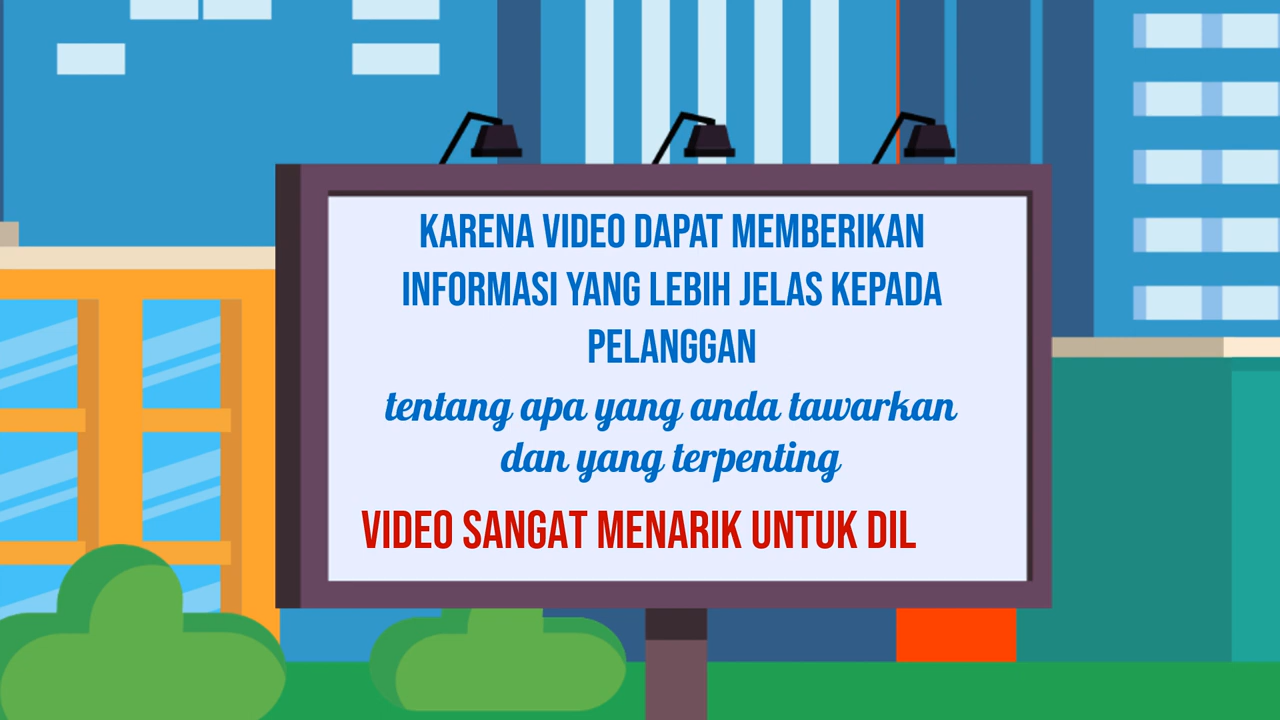 KARENA VIDEO DAPAT MEMBERIKAN
INFORMASI YANG LEBIH JELAS KEPADA
PELANGGAN
tentang apa yang anda tawarkan
dan yang terpenting
VIDEO SANGAT MENARIK UNTUK DIL